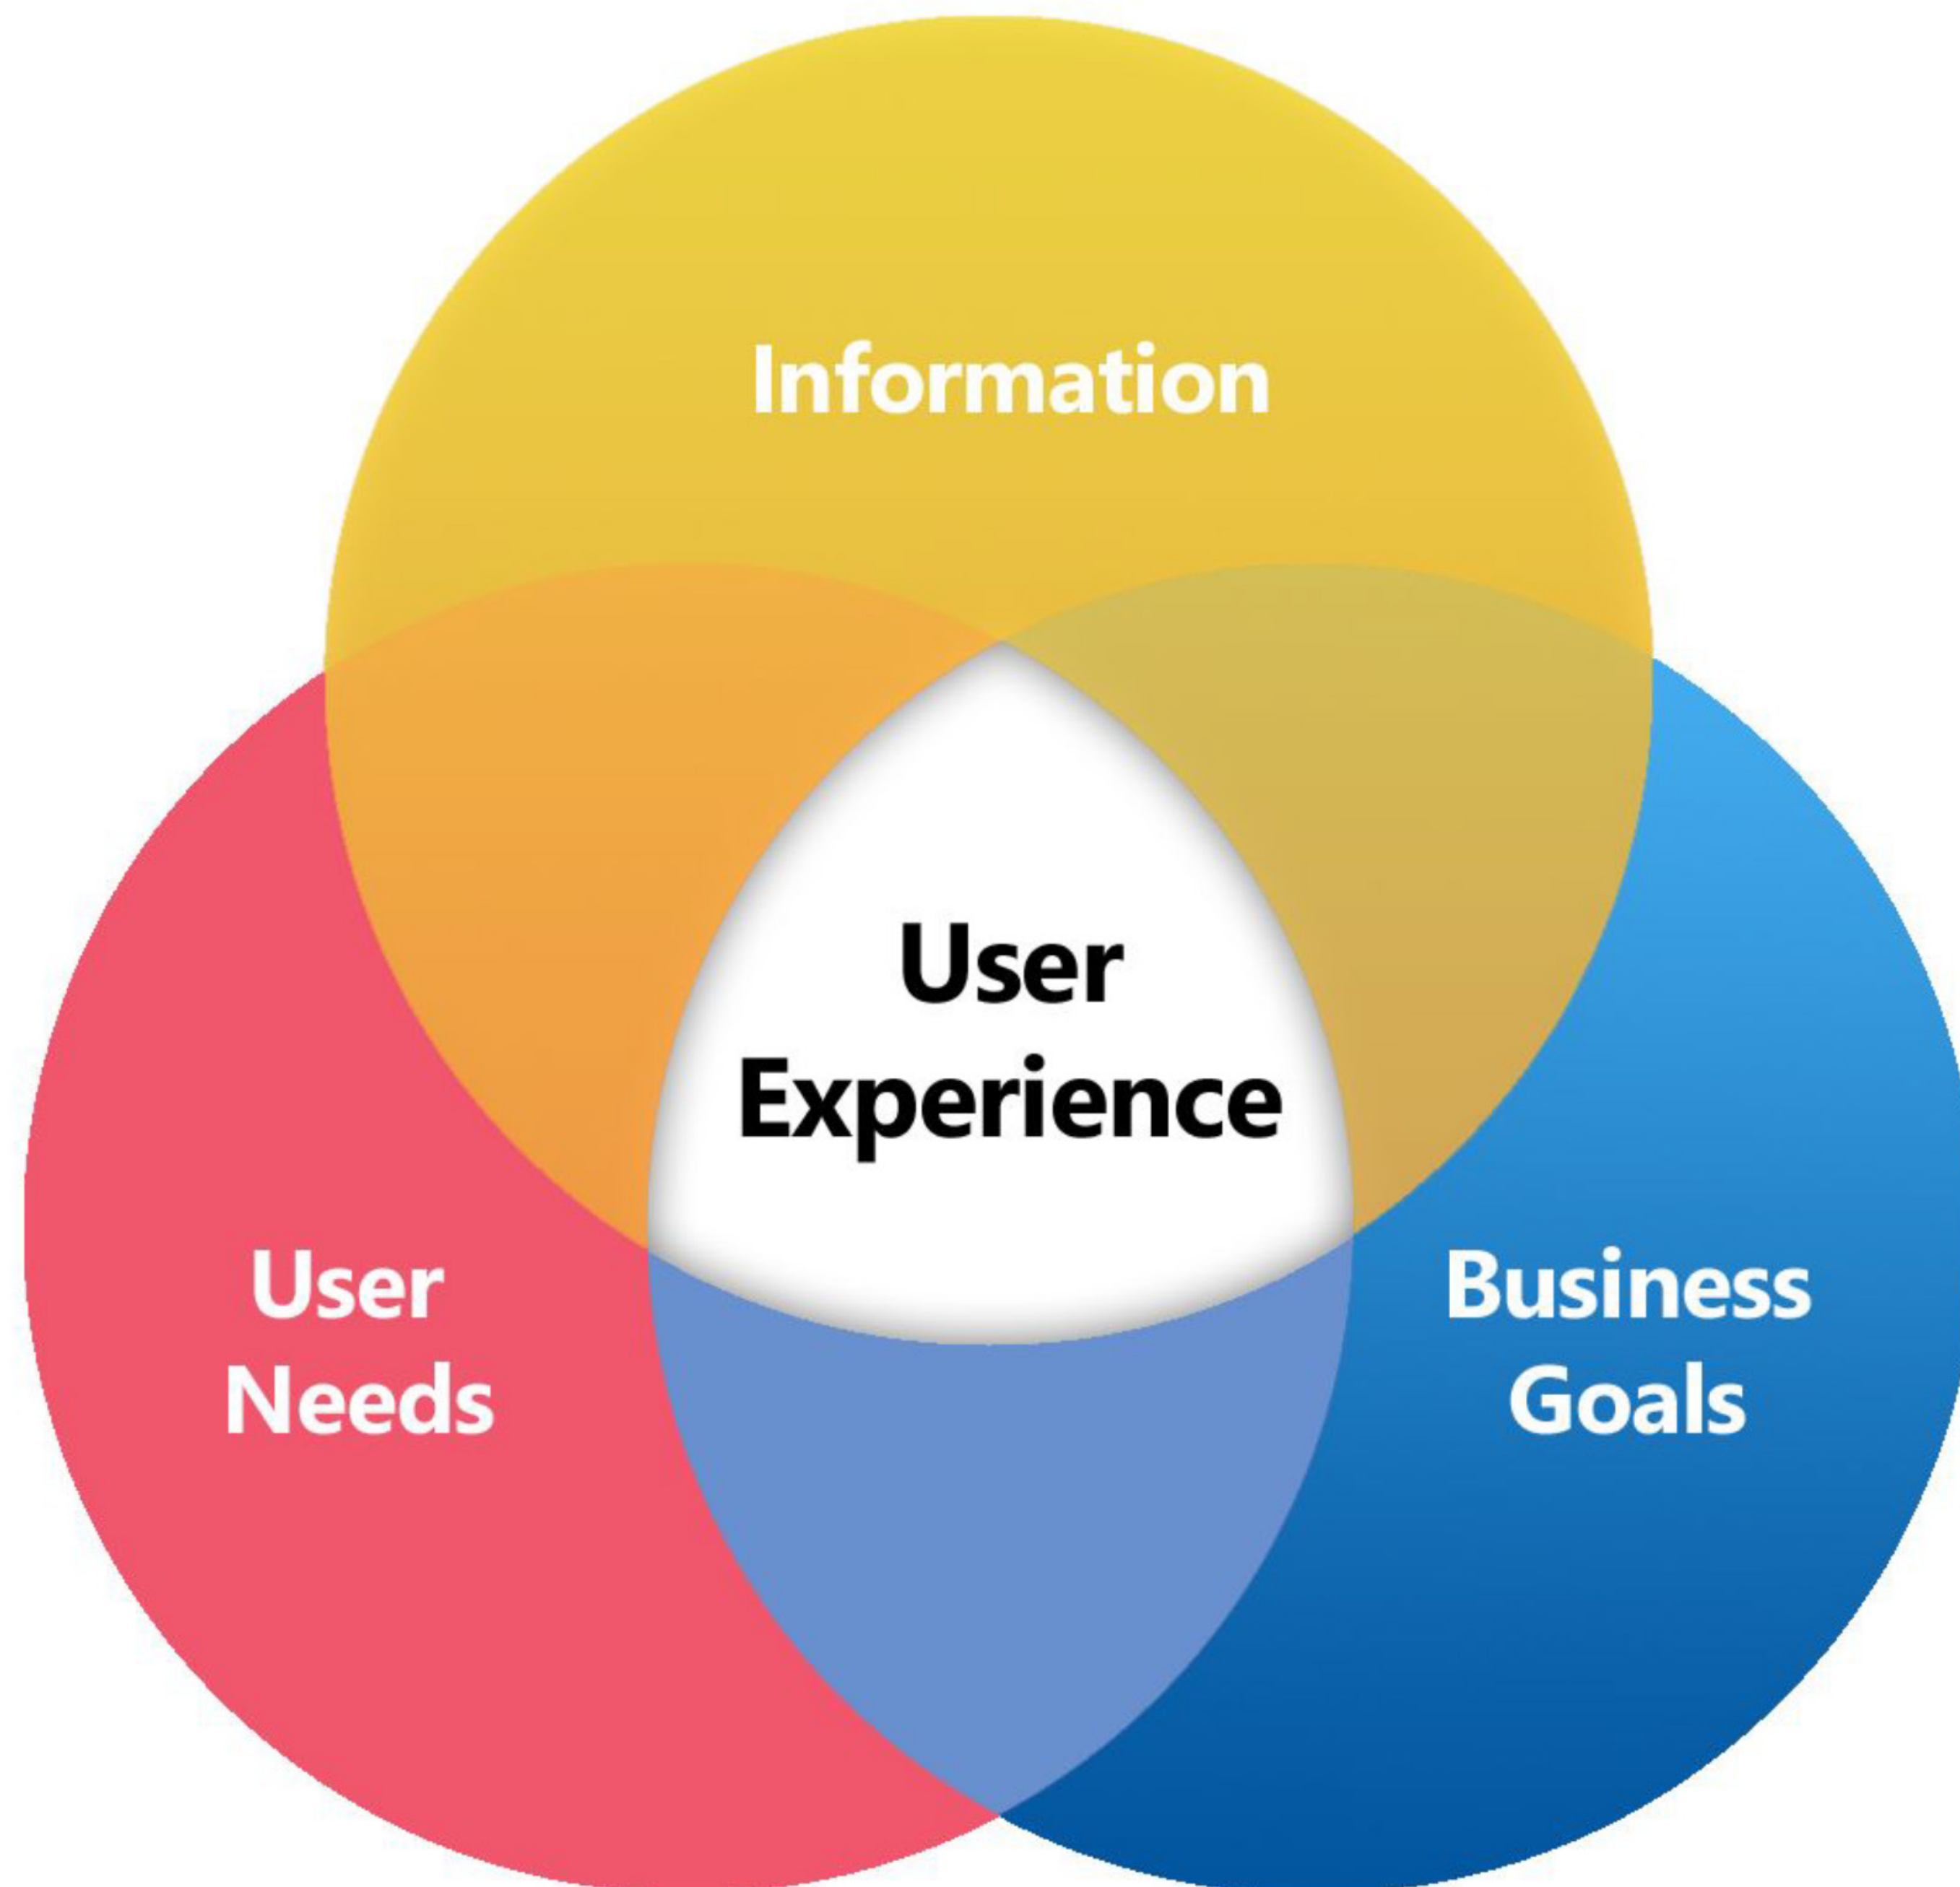 Information
User
Experience
User
Needs
Business
Goals